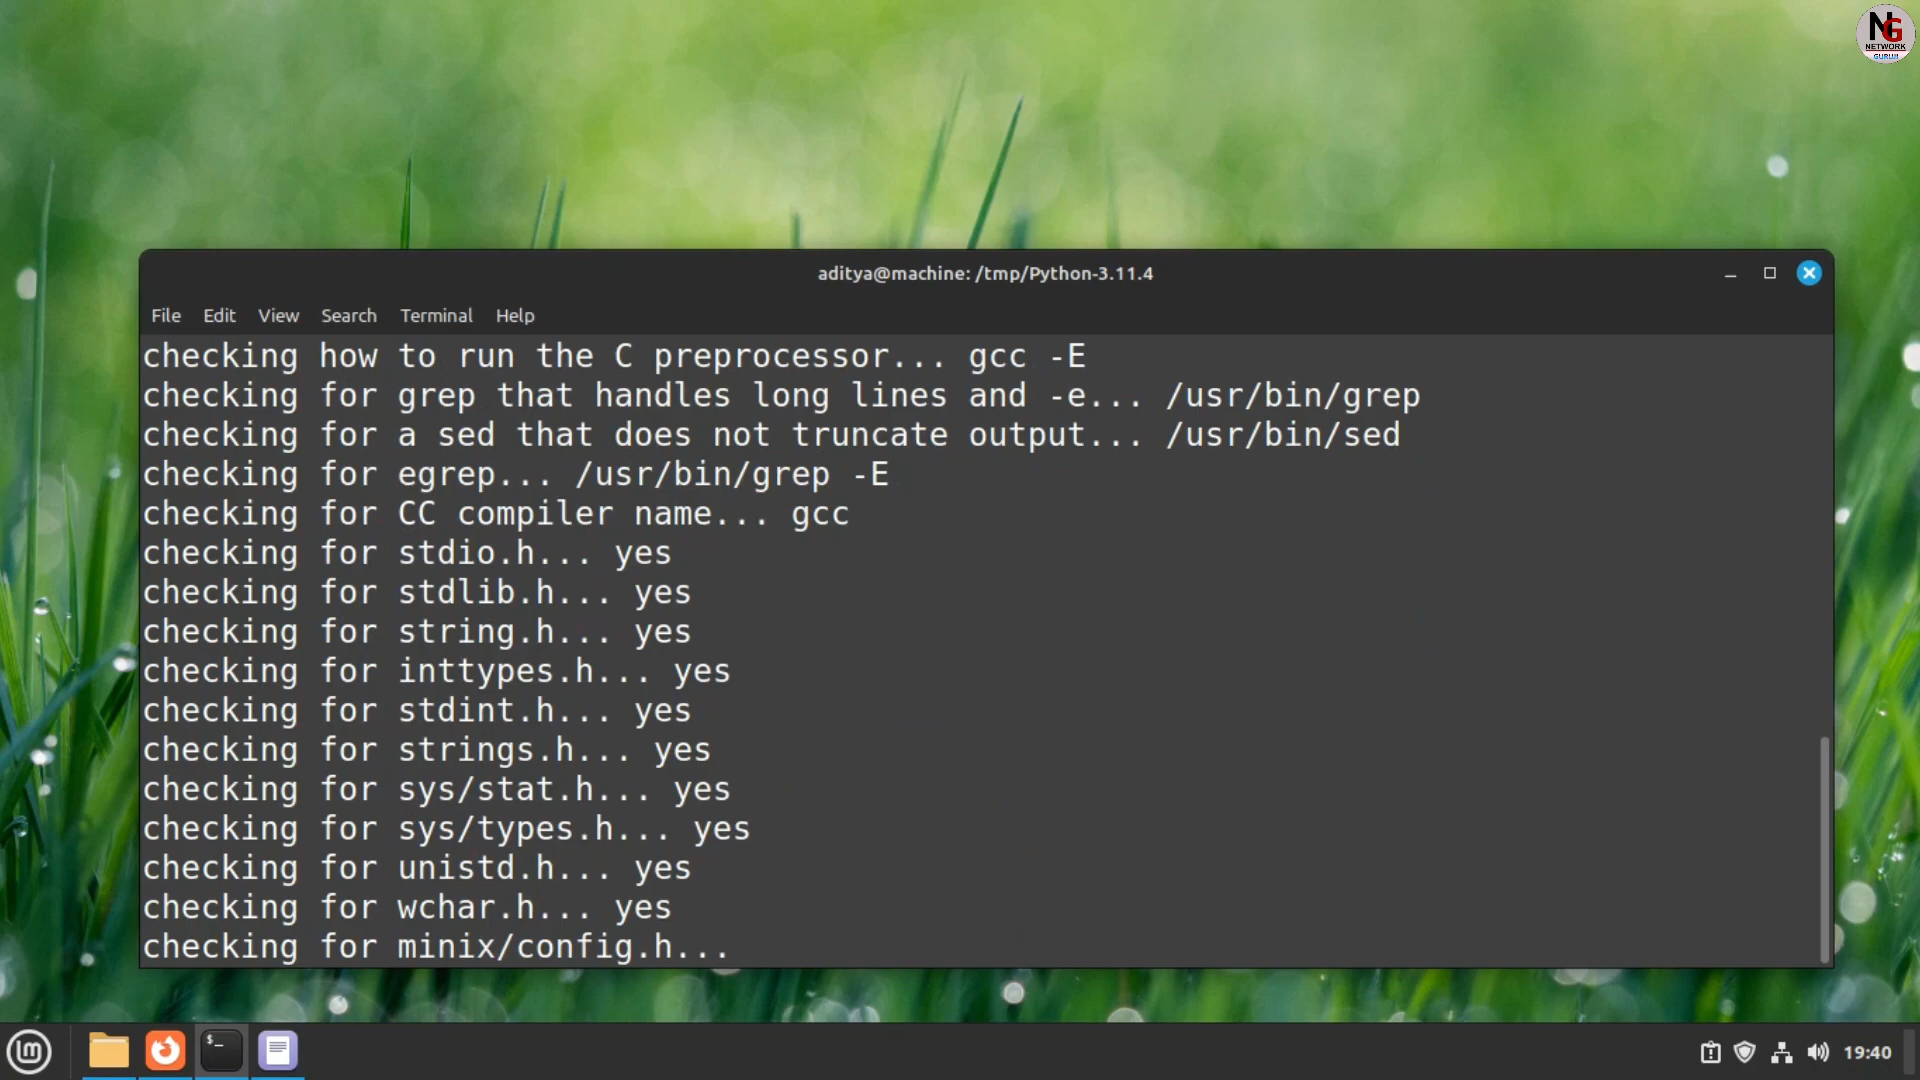 NG
NETWORK
GURUJI
aditya@machine: /tmp/Python-3.11.4
File Edit View Search Terminal Help
checking how to run the C preprocessor... gcc -E
checking for grep that handles long lines and -e... /usr/bin/grep
checking for a sed that does not truncate output... /usr/bin/sed
checking for egrep... /usr/bin/grep -E
checking for CC compiler name... gcc
checking for stdio.h... yes
checking for stdlib.h... yes
checking for string.h... yes
checking for inttypes.h... yes
checking for stdint.h... yes
checking for strings.h... yes
checking for sys/stat.h... yes
checking for sys/types.h... yes
checking for unistd.h... yes
checking for wchar.h... yes
checking for minix/config.h...
$_
19:40